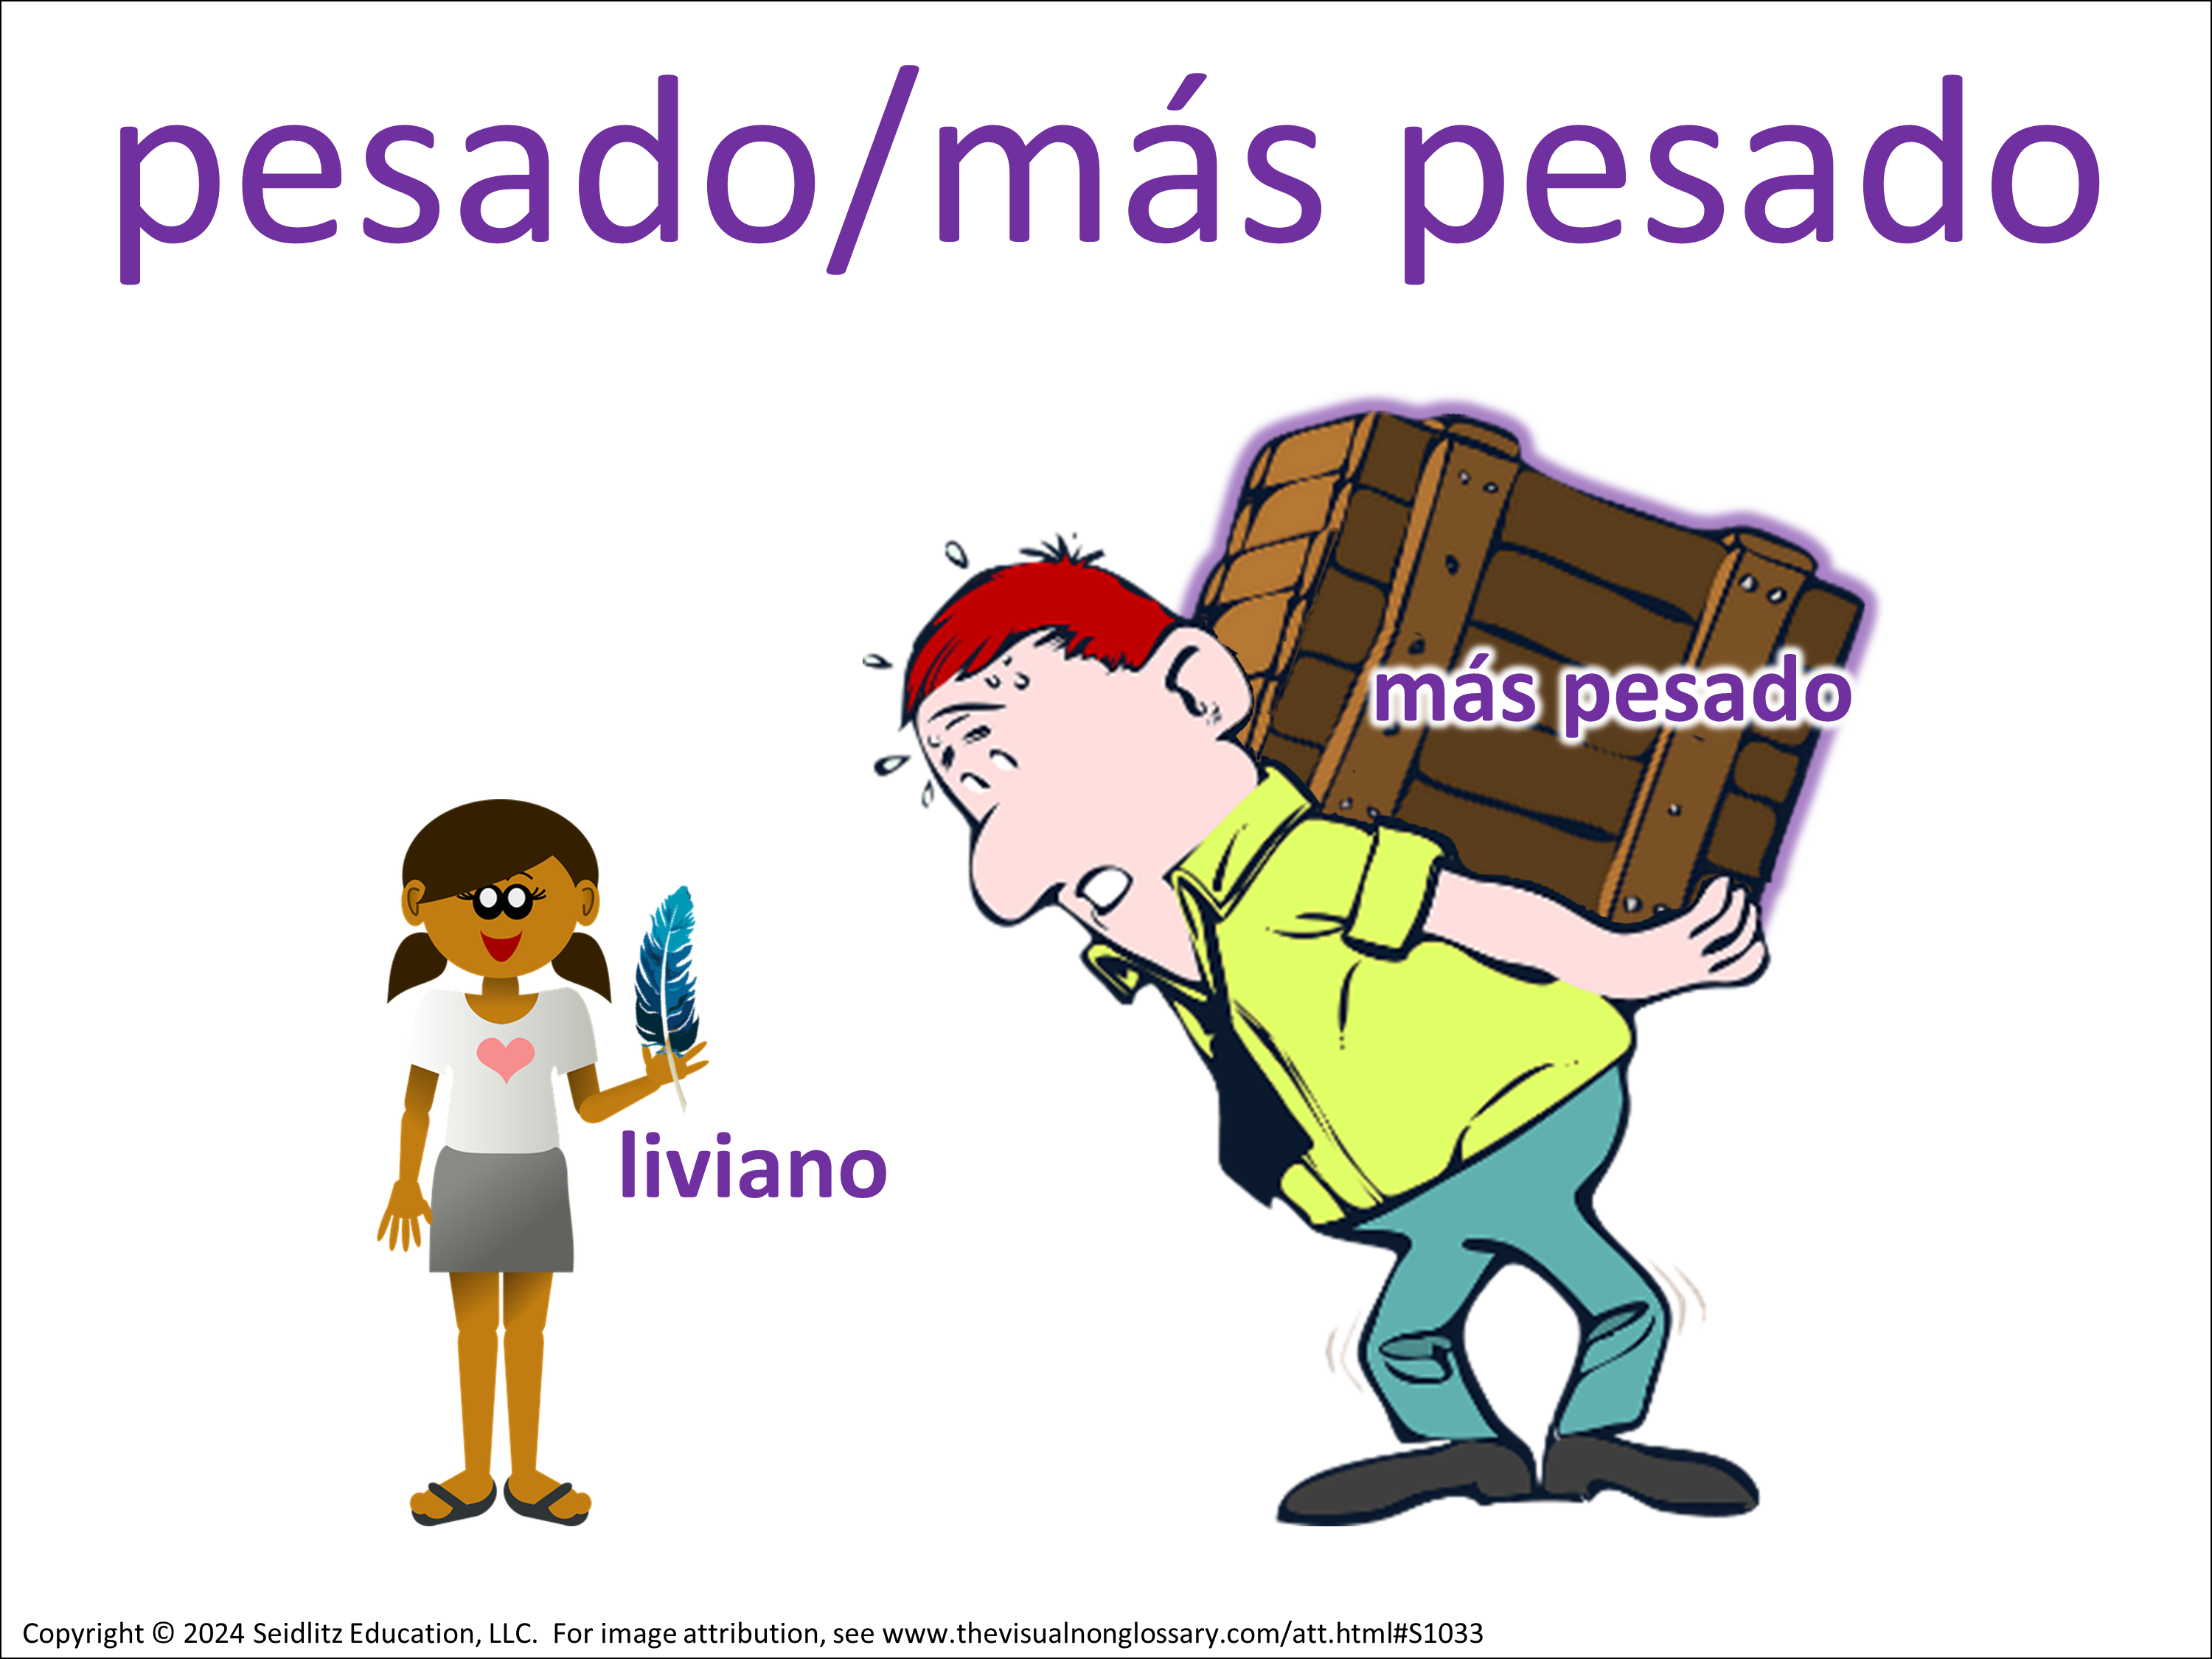 pesado/más pesado
más pesado
liviano
Copyright © 2024 Seidlitz Education, LLC.  For image attribution, see www.thevisualnonglossary.com/att.html#S1033